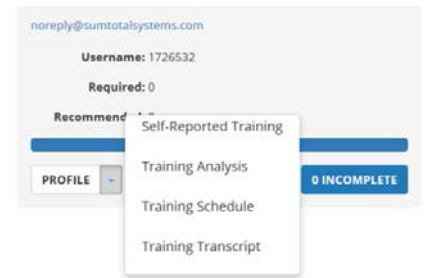 noreply@sumtotalsystems.com
Username: 1726532
Required: 0
Recommended:
Self-Reported Training
Training Analysis
PROFILE
0 INCOMPLETE
Training Schedule
Training Transcript